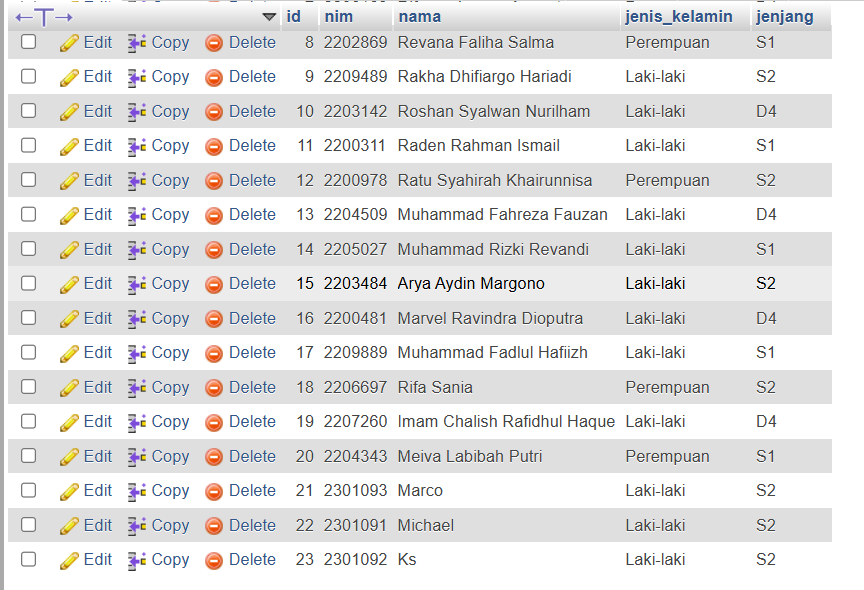 id nim nama jenis_kelamin jenjang
Edit Copy Delete 8 2202869 Revana Faliha Salma Perempuan S1
Edit Copy Delete 9 2209489 Rakha Dhifiargo Hariadi Laki-laki S2
Edit Copy Delete 10 2203142 Roshan Syalwan Nurilham Laki-laki D4
Edit Copy Delete 11 2200311 Raden Rahman Ismail Laki-laki S1
Edit Copy Delete 12 2200978 Ratu Syahirah Khairunnisa Perempuan S2
Edit Copy Delete 13 2204509 Muhammad Fahreza Fauzan Laki-laki D4
Edit Copy Delete 14 2205027 Muhammad Rizki Revandi Laki-laki S1
Edit Copy Delete 15 2203484 Arya Aydin Margono Laki-laki S2
Edit Copy Delete 16 2200481 Marvel Ravindra Dioputra Laki-laki D4
Edit Copy Delete 17 2209889 Muhammad Fadlul Hafiizh Laki-laki S1
Edit Copy Delete 18 2206697 Rifa Sania Perempuan S2
Edit Copy Delete 19 2207260 Imam Chalish Rafidhul Haque Laki-laki D4
Edit Copy Delete 20 2204343 Meiva Labibah Putri Perempuan S1
Edit Copy Delete 21 2301093 Marco Laki-laki S2
Edit Copy Delete 22 2301091 Michael Laki-laki S2
Edit Copy Delete 23 2301092 Ks Laki-laki S2